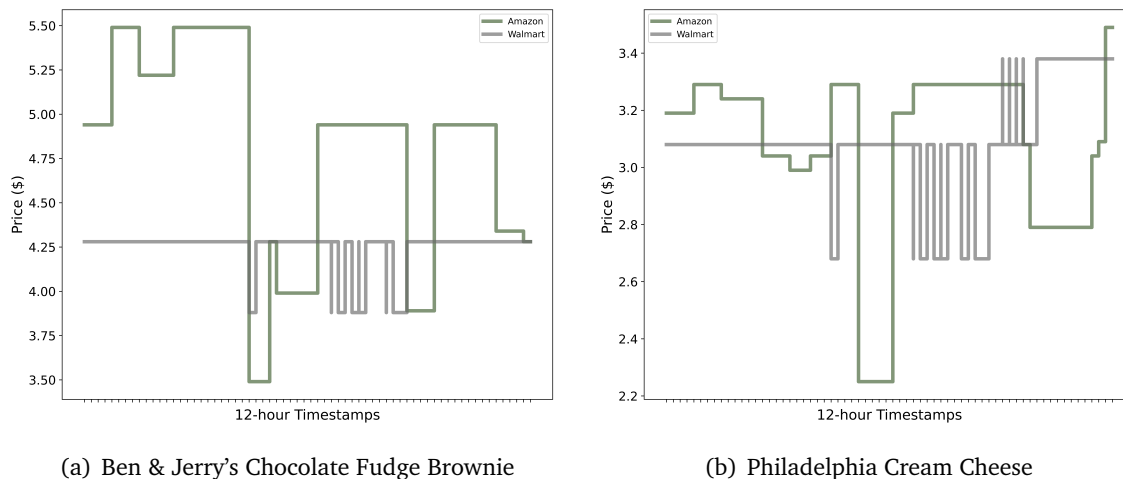 5.50
5.25
5.00
4.75
4.50
4.25
4.00
3.75
3.50
Price ($)
12-hour Timestamps
Amazon
Walmart
(a) Ben & Jerry's Chocolate Fudge Brownie
3.4
3.2
3.0
2.8
2.6
2.4
2.2
Price ($)
12-hour Timestamps
Amazon
Walmart
(b) Philadelphia Cream Cheese